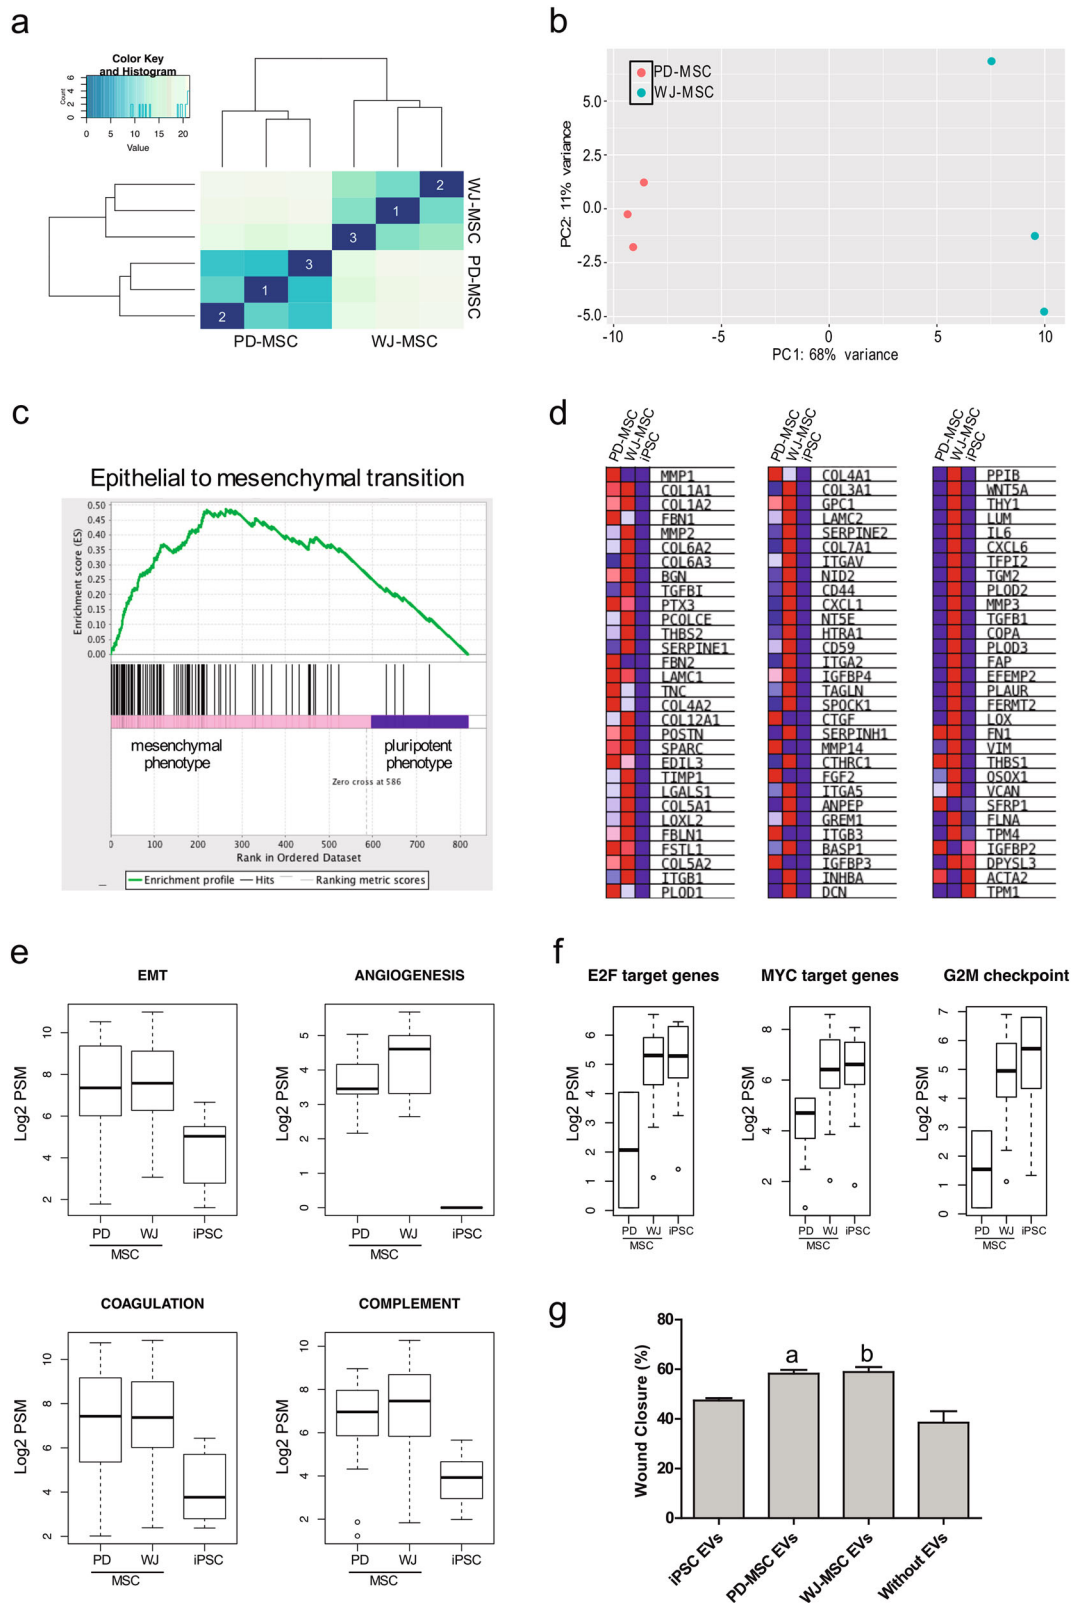 a
Color Key
and Histogram
Count
0 2 4 6
0 5 10 15 20
Value
2
1
3
3
1
2
WJ-MSC
PD-MSC
PD-MSC WJ-MSC
b
PD-MSC
WJ-MSC
PC2: 11% variance
5.0
2.5
0.0
-2.5
-5.0
-10 -5 0 5 10
PC1: 68% variance
c
Epithelial to mesenchymal transition
Enrichment score (ES)
0.50
0.45
0.40
0.35
0.30
0.25
0.20
0.15
0.10
0.05
0.00
mesenchymal
phenotype
pluripotent
phenotype
Zero cross at 586
0 100 200 300 400 500 600 700 800
Rank in Ordered Dataset
Enrichment profile Hits Ranking metric scores
d
PD-MSC
WJ-MSC
iPSC
MMP1
COL1A1
COL1A2
FBN1
MMP2
COL6A2
COL6A3
BGN
TGFBI
PTX3
PCOLCE
THBS2
SERPINE1
FBN2
LAMC1
TNC
COL4A2
COL12A1
POSTN
SPARC
EDIL3
TIMP1
LGALS1
COL5A1
LOXL2
FBLN1
FSTL1
COL5A2
ITGB1
PLOD1
PD-MSC
WJ-MSC
iPSC
COL4A1
COL3A1
GPC1
LAMC2
SERPINE2
COL7A1
ITGAV
NID2
CD44
CXCL1
NT5E
HTRA1
CD59
ITGA2
IGFBP4
TAGLN
SPOCK1
CTGF
SERPINH1
MMP14
CTHRC1
FGF2
ITGA5
ANPEP
GREM1
ITGB3
BASP1
IGFBP3
INHBA
DCN
PD-MSC
WJ-MSC
iPSC
PPIB
WNT5A
THY1
LUM
IL6
CXCL6
TFPI2
TGM2
PLOD2
MMP3
TGFB1
COPA
PLOD3
FAP
EFEMP2
PLAUR
FERMT2
LOX
FN1
VIM
THBS1
QSOX1
VCAN
SFRP1
FLNA
TPM4
IGFBP2
DPYSL3
ACTA2
TPM1
e
EMT
Log2 PSM
10
8
6
4
2
PD WJ iPSC
MSC
ANGIOGENESIS
Log2 PSM
5
4
3
2
1
0
PD WJ iPSC
MSC
COAGULATION
Log2 PSM
10
8
6
4
2
PD WJ iPSC
MSC
COMPLEMENT
Log2 PSM
10
8
6
4
2
PD WJ iPSC
MSC
f
E2F target genes
Log2 PSM
6
5
4
3
2
1
0
PD WJ iPSC
MSC
MYC target genes
Log2 PSM
8
6
4
2
PD WJ iPSC
MSC
G2M checkpoint
Log2 PSM
7
6
5
4
3
2
1
0
PD WJ iPSC
MSC
g
Wound Closure (%)
80
60
40
20
0
a
b
iPSC EVs
PD-MSC EVs
WJ-MSC EVs
Without EVs